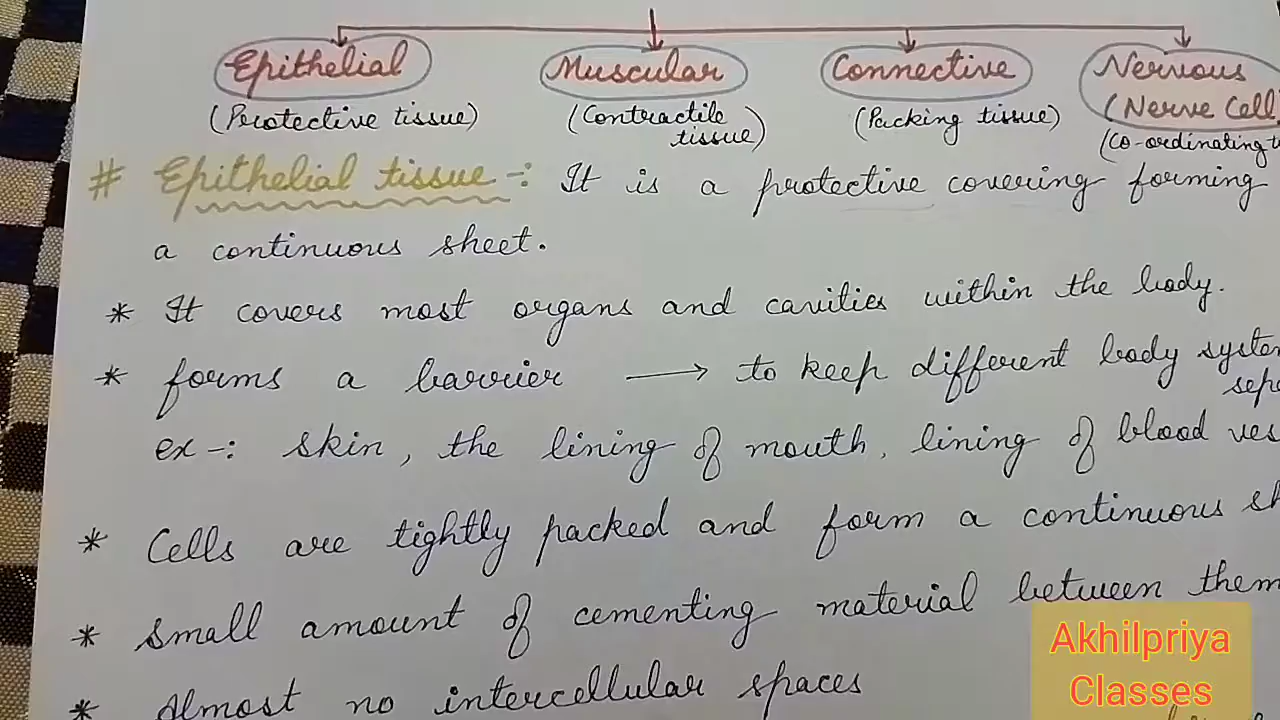 Epithelial Muscular Connective Nervous
(Nerve Cell
(Protective tissue) (Contractile tissue) (Packing tissue) (Co-ordinating
# Epithelial tissue -: It is a protective covering forming
a continuous sheet.
* It covers most organs and cavities within the body.
* forms a barrier → to keep different body system
ex -: skin, the lining of mouth, lining of blood
* Cells are tightly packed and form a continuous
* Small amount of cementing material between them
* Almost no intercellular spaces
Akhilpriya
Classes